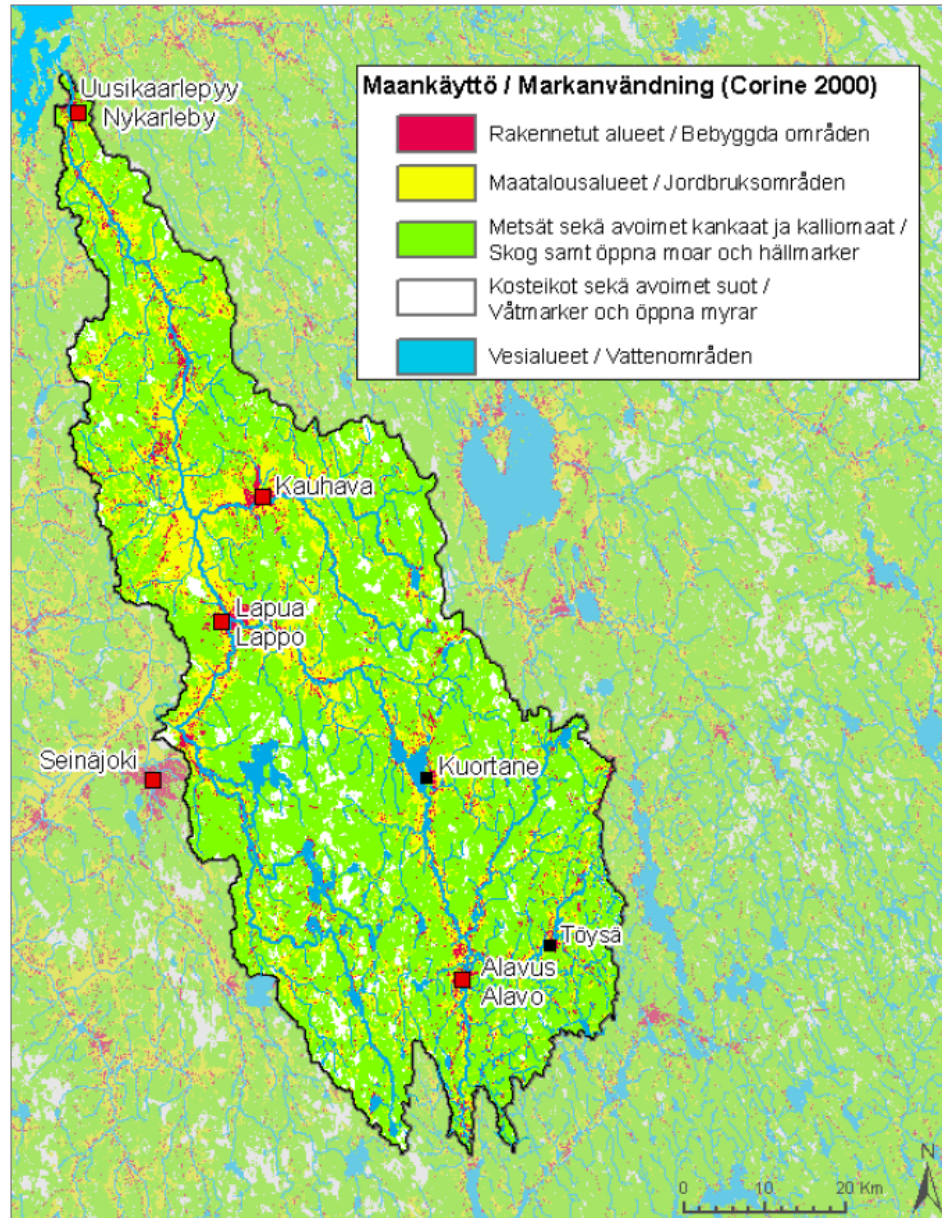 Uusikaarlepyy
Nykarleby
Maankäyttö / Markanvändning (Corine 2000)
Rakennetut alueet / Bebyggda områden
Maatalousalueet / Jordbruksområden
Metsät sekä avoimet kankaat ja kalliomaat /
Skog samt öppna moar och hällmarker
Kosteikot sekä avoimet suot /
Våtmarker och öppna myrar
Vesialueet / Vattenområden
Kauhava
Lapua
Lappo
Seinäjoki
Kuortane
Töysä
Alavus
Alavo
N
0 10 20 Km